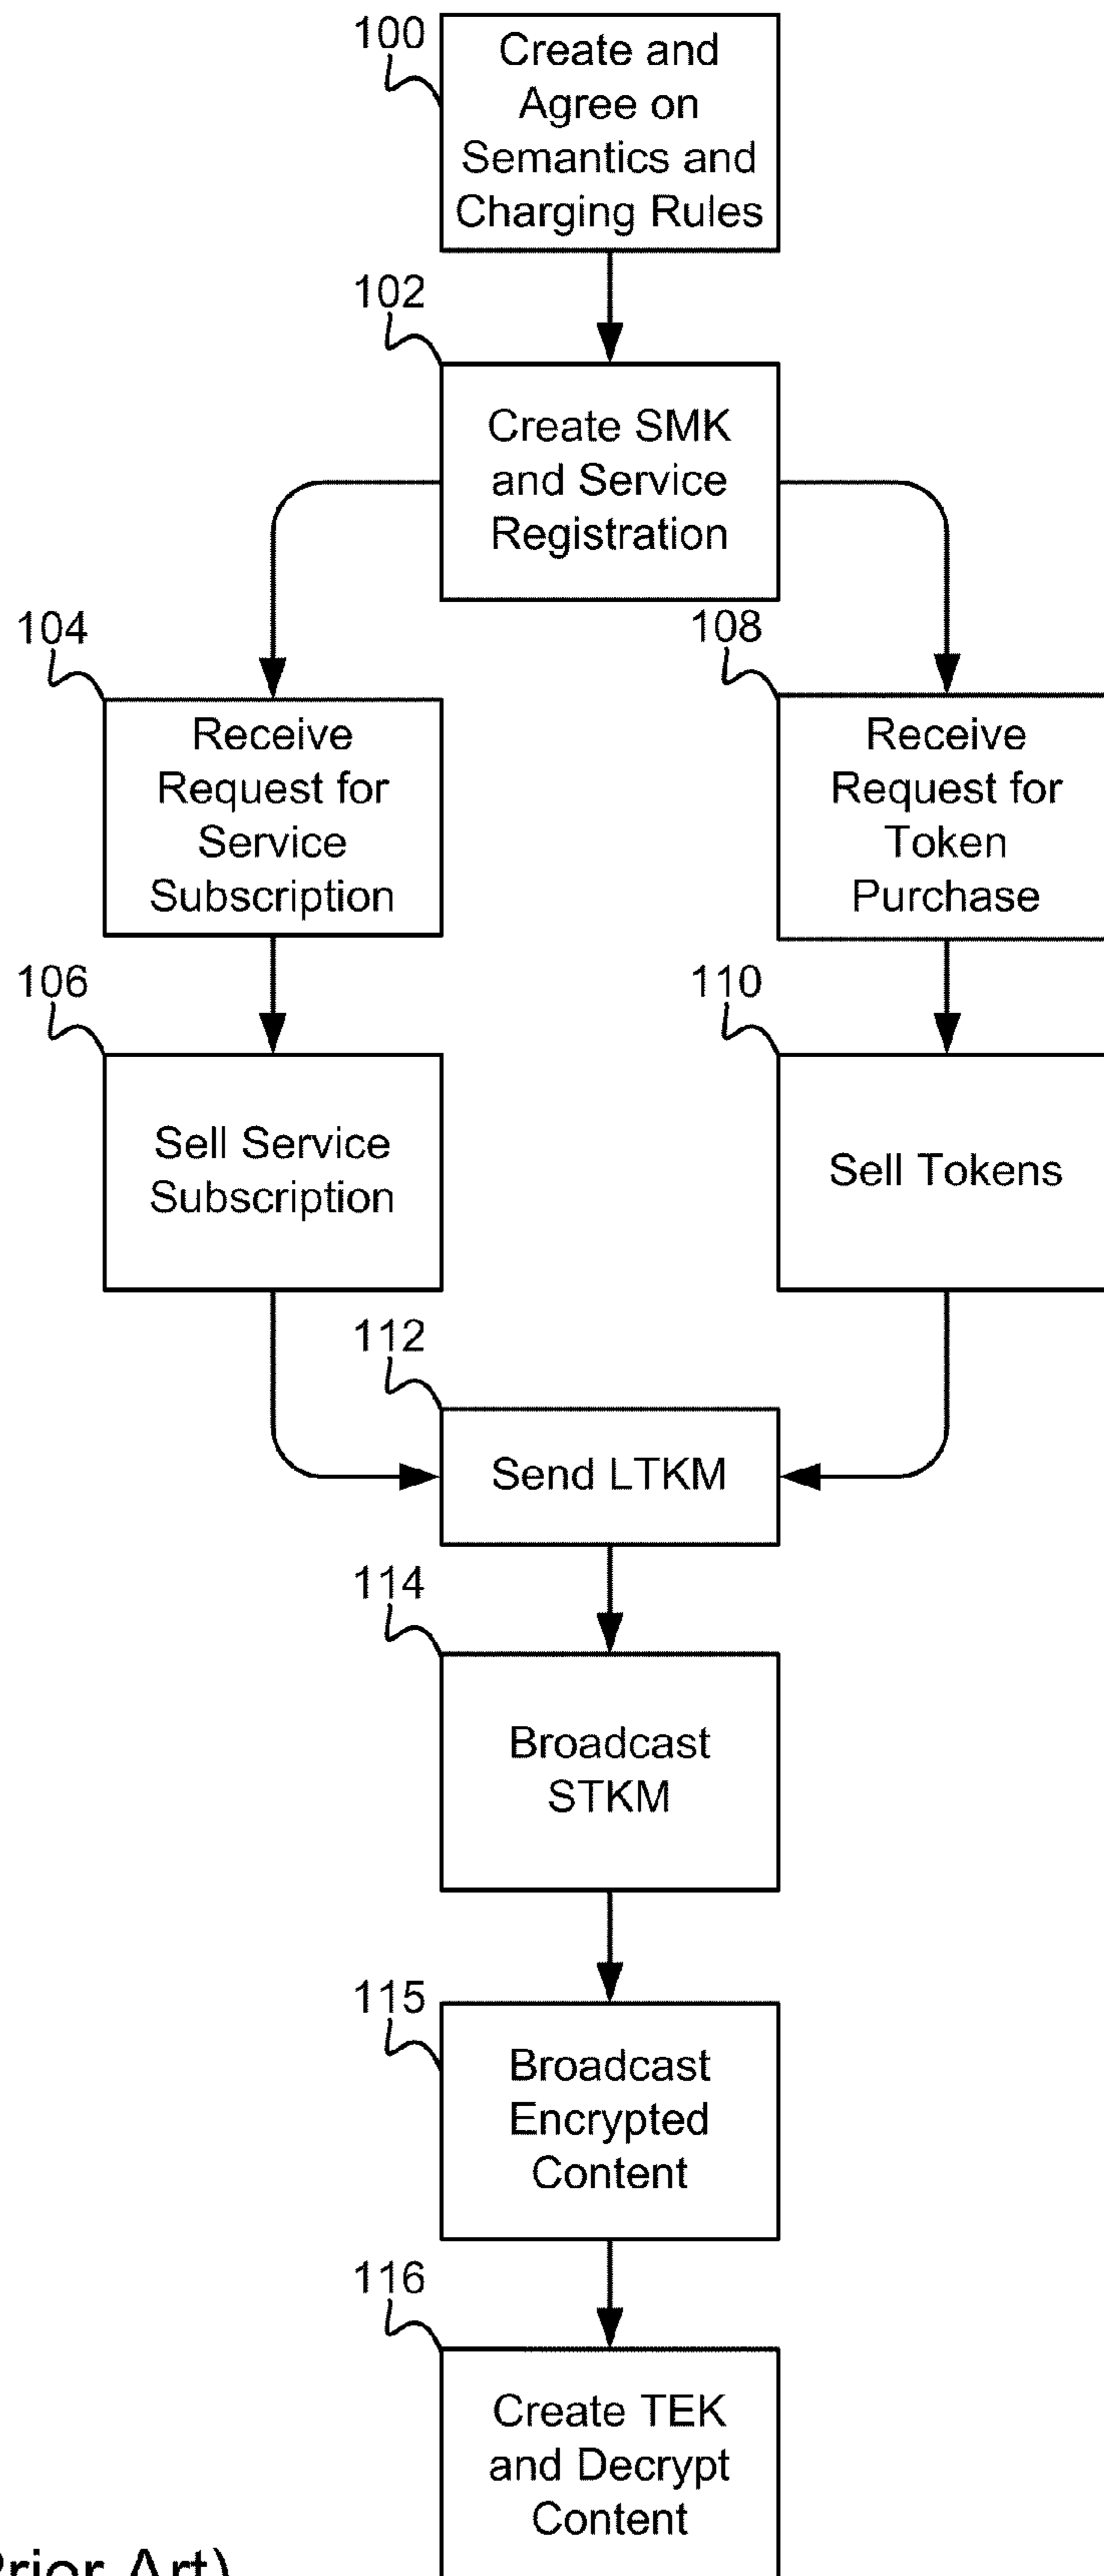 100
Create and
Agree on
Semantics and
Charging Rules
102
Create SMK
and Service
Registration
104
Receive
Request for
Service
Subscription
108
Receive
Request for
Token
Purchase
106
Sell Service
Subscription
110
Sell Tokens
112
Send LTKM
114
Broadcast
STKM
115
Broadcast
Encrypted
Content
116
Create TEK
and Decrypt
Content
Prior Art)